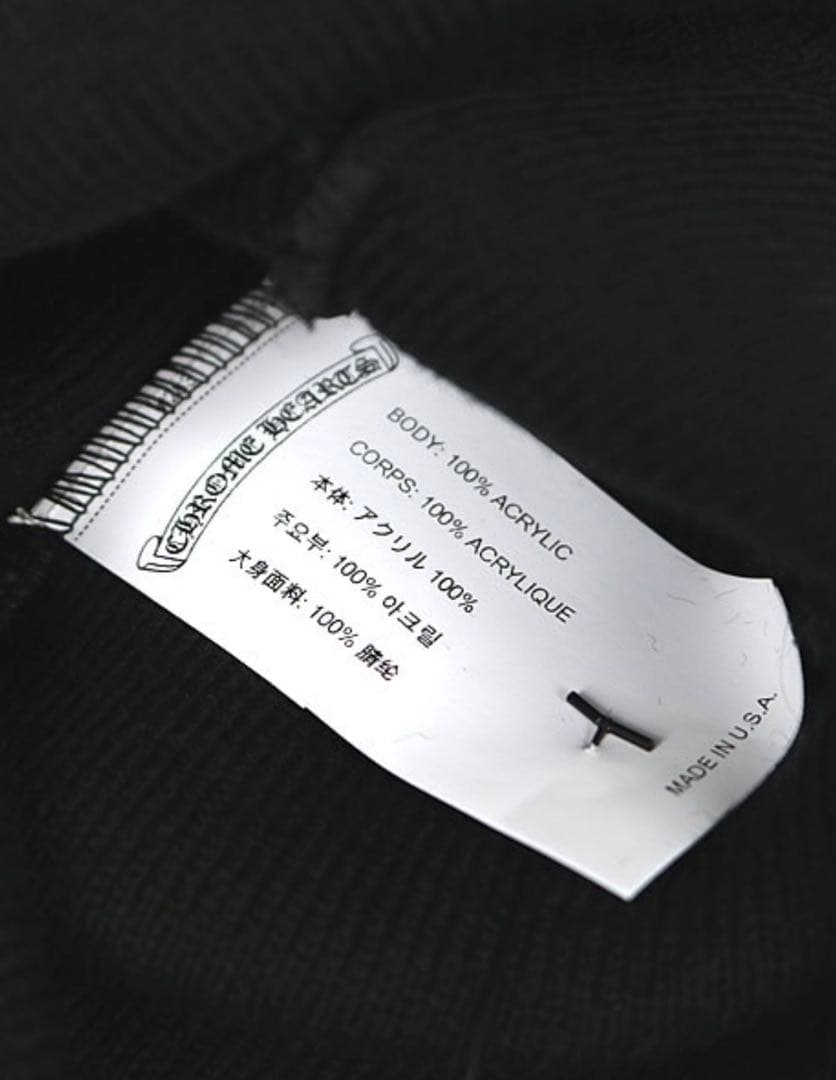 CHROME HEARTS
BODY: 100% ACRYLIC
CORPS: 100% ACRYLIQUE
本体: アクリル 100%
주요부: 100% 아크릴
大身面料: 100% 腈纶
MADE IN U.S.A.